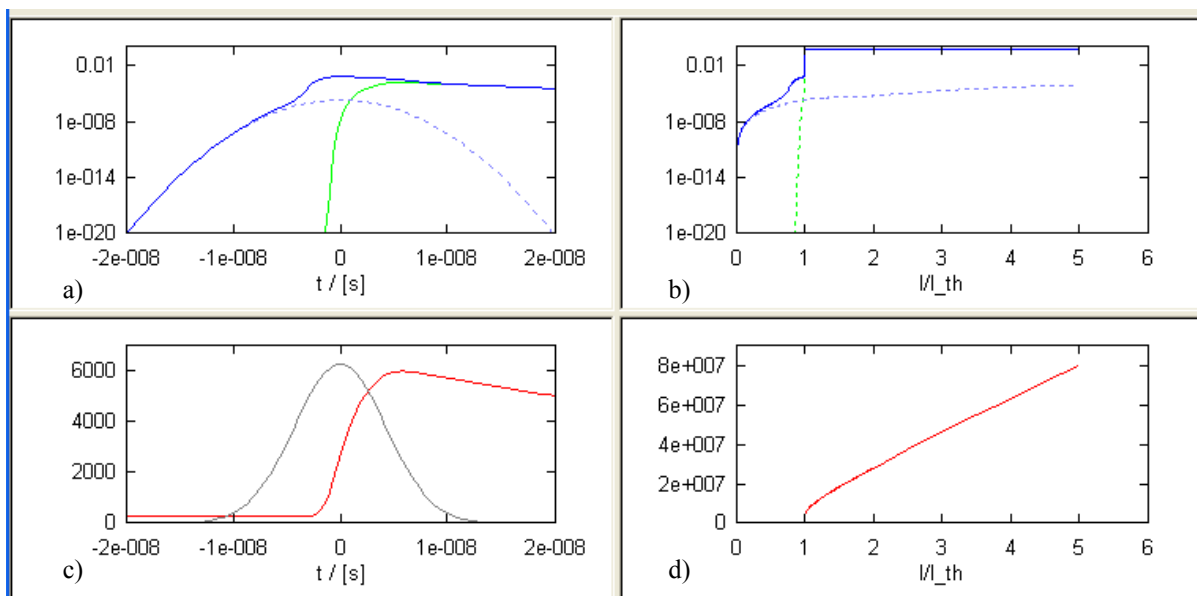 0.01
1e-008
1e-014
1e-020
-2e-008 -1e-008 0 1e-008 2e-008
t / [s]
a)
0.01
1e-008
1e-014
1e-020
0 1 2 3 4 5 6
I/I_th
b)
6000
4000
2000
0
-2e-008 -1e-008 0 1e-008 2e-008
t / [s]
c)
8e+007
6e+007
4e+007
2e+007
0
0 1 2 3 4 5 6
I/I_th
d)